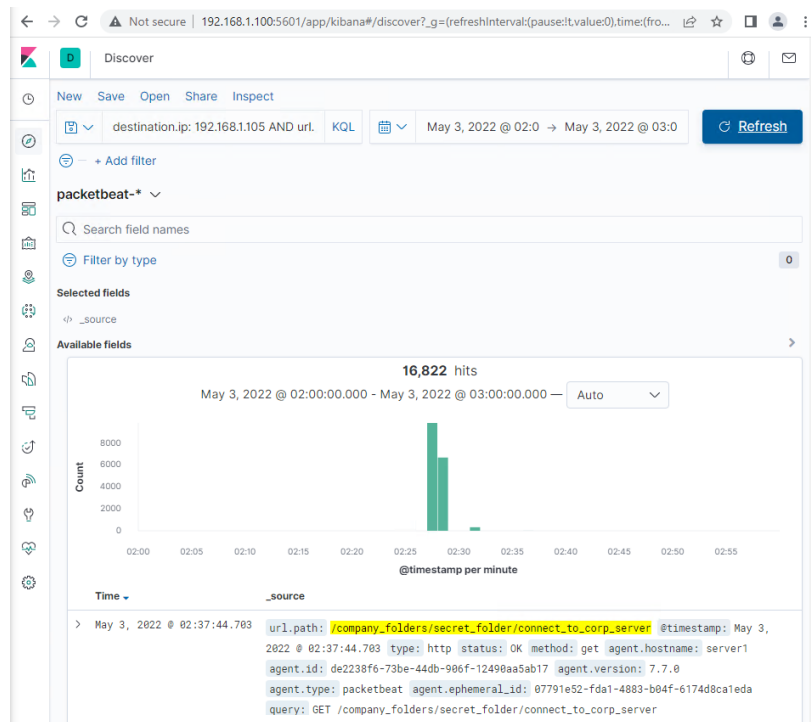 Not secure | 192.168.1.100:5601/app/kibana#/discover?_g=(refreshInterval:(pause:!t,value:0),time:(fro...
D Discover
New Save Open Share Inspect
destination.ip: 192.168.1.105 AND url. KQL May 3, 2022 @ 02:0 → May 3, 2022 @ 03:0 Refresh
+ Add filter
packetbeat-*
Search field names
Filter by type 0
Selected fields
</> _source
Available fields
16,822 hits
May 3, 2022 @ 02:00:00.000 - May 3, 2022 @ 03:00:00.000 — Auto
Count
8000
6000
4000
2000
0
02:00 02:05 02:10 02:15 02:20 02:25 02:30 02:35 02:40 02:45 02:50 02:55
@timestamp per minute
Time _source
May 3, 2022 @ 02:37:44.703 url.path: /company_folders/secret_folder/connect_to_corp_server @timestamp: May 3,
2022 @ 02:37:44.703 type: http status: OK method: get agent.hostname: server1
agent.id: de2238f6-73be-44db-906f-12490aa5ab17 agent.version: 7.7.0
agent.type: packetbeat agent.ephemeral_id: 07791e52-fda1-4883-b04f-6174d8ca1eda
query: GET /company_folders/secret_folder/connect_to_corp_server